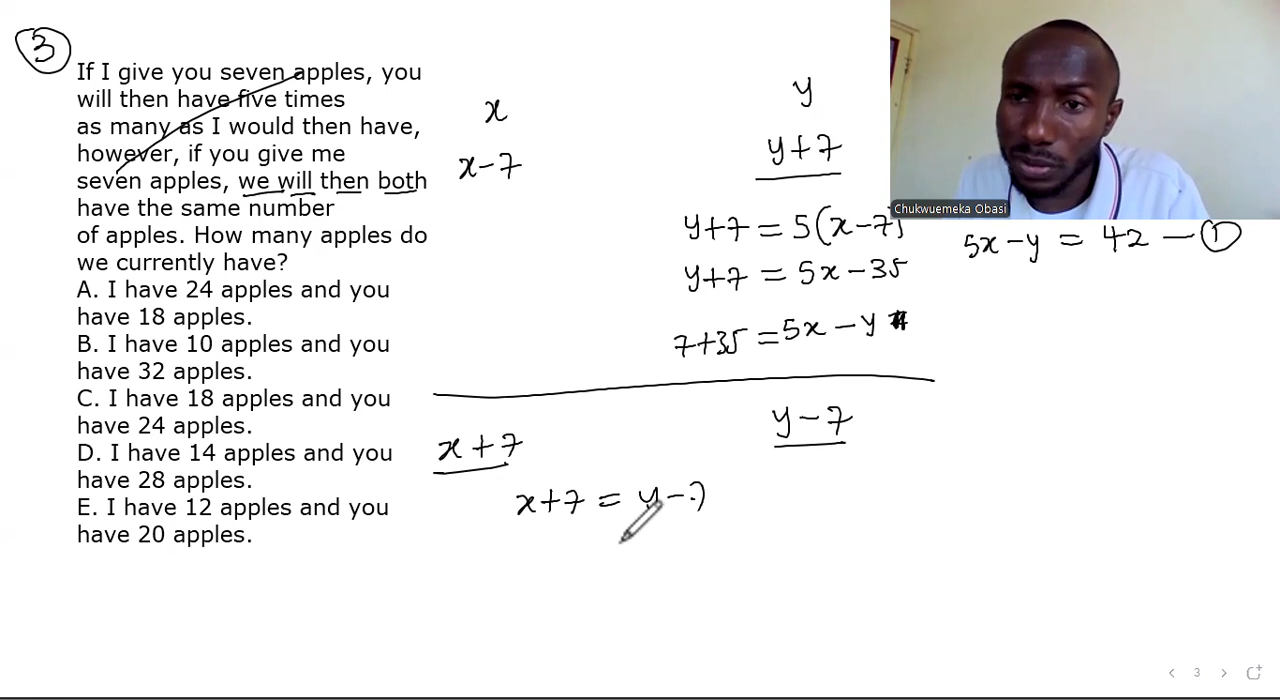 3
If I give you seven apples, you
will then have five times
as many as I would then have,
however, if you give me
seven apples, we will then both
have the same number
of apples. How many apples do
we currently have?
A. I have 24 apples and you
have 18 apples.
B. I have 10 apples and you
have 32 apples.
C. I have 18 apples and you
have 24 apples.
D. I have 14 apples and you
have 28 apples.
E. I have 12 apples and you
have 20 apples.
x
x-7
y
y+7
y+7 = 5(x-7)
y+7 = 5x-35
7+35 = 5x-y
5x-y = 42 — ①
x+7
y-7
x+7 = y-7
Chukwuemeka Obasi
< 3 >